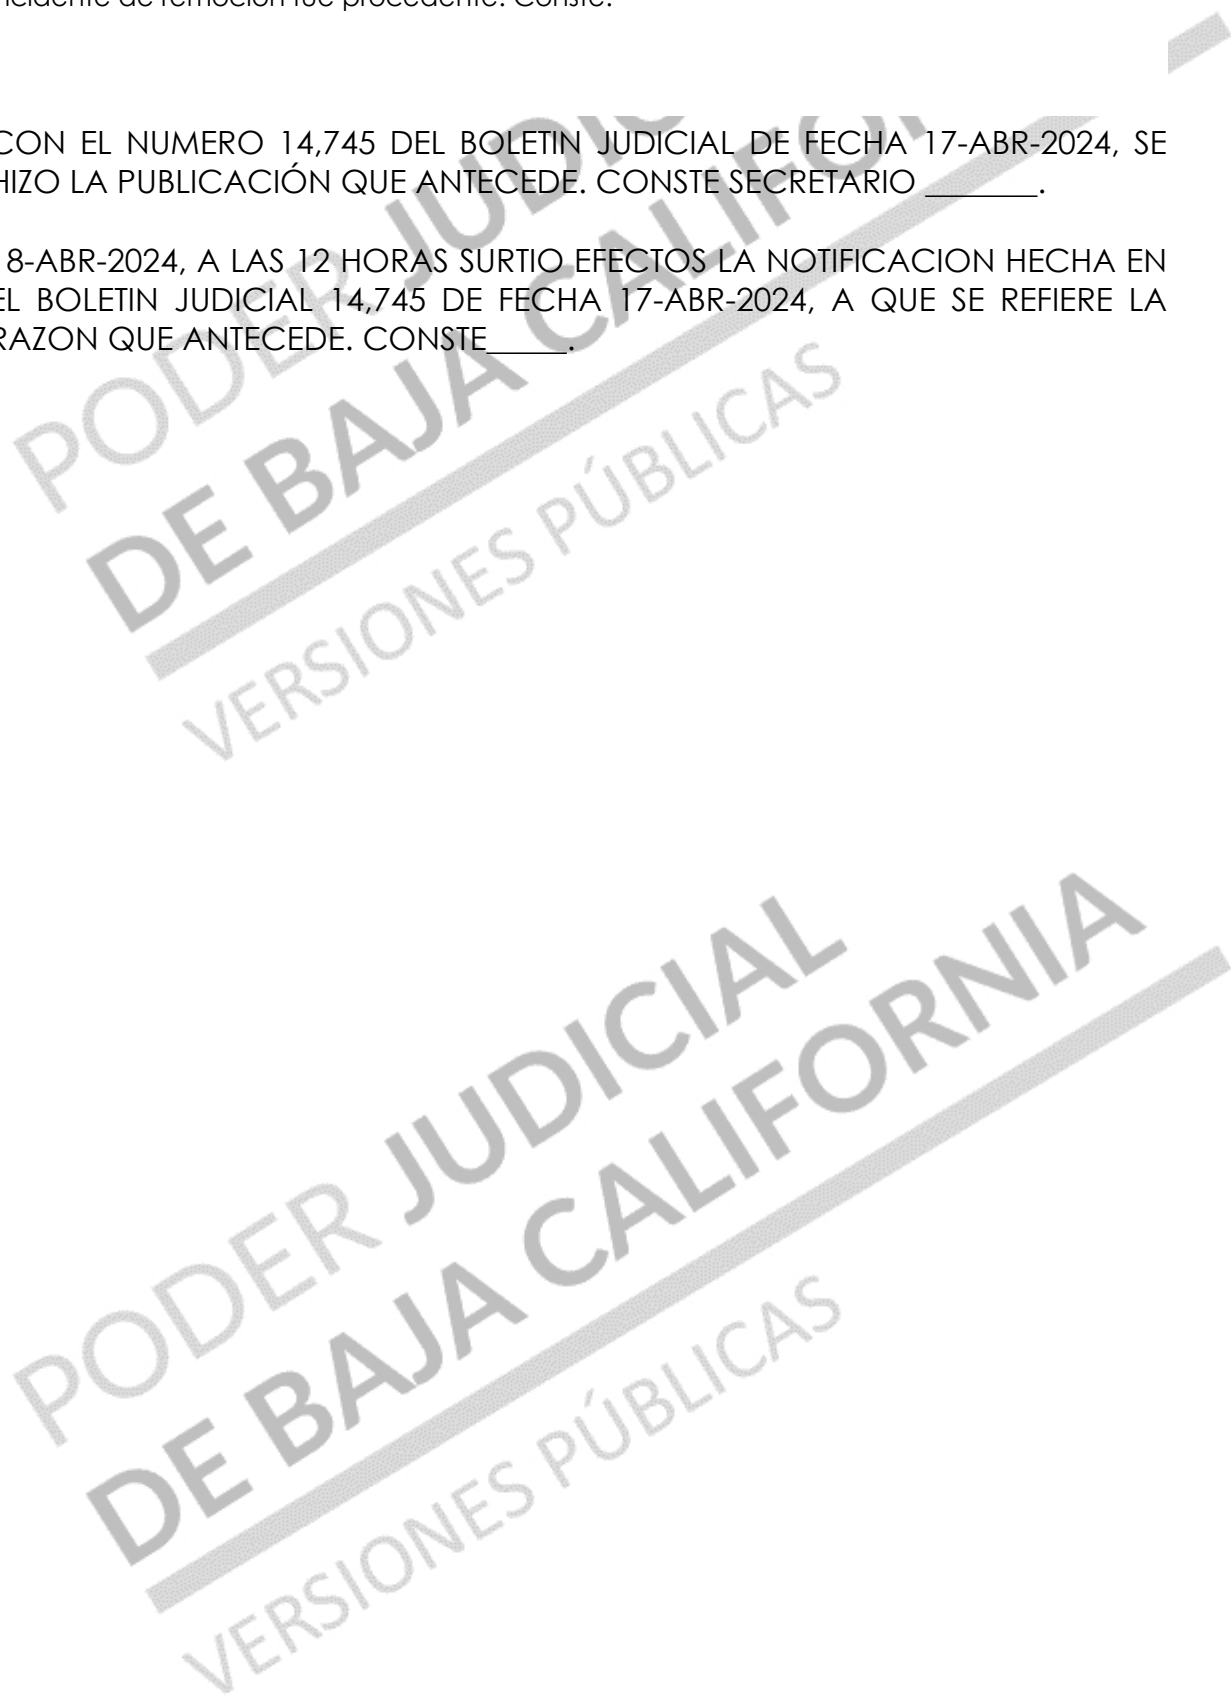 ncidente de remoción fue procedente. Conste.
CON EL NUMERO 14,745 DEL BOLETIN JUDICIAL DE FECHA 17-ABR-2024, SE
HIZO LA PUBLICACIÓN QUE ANTECEDE. CONSTE SECRETARIO _______.
8-ABR-2024, A LAS 12 HORAS SURTIO EFECTOS LA NOTIFICACION HECHA EN
EL BOLETIN JUDICIAL 14,745 DE FECHA 17-ABR-2024, A QUE SE REFIERE LA
RAZON QUE ANTECEDE. CONSTE_____.
PODER JUDICIAL
DE BAJA CALIFORNIA
VERSIONES PÚBLICAS
PODER JUDICIAL
DE BAJA CALIFORNIA
VERSIONES PÚBLICAS